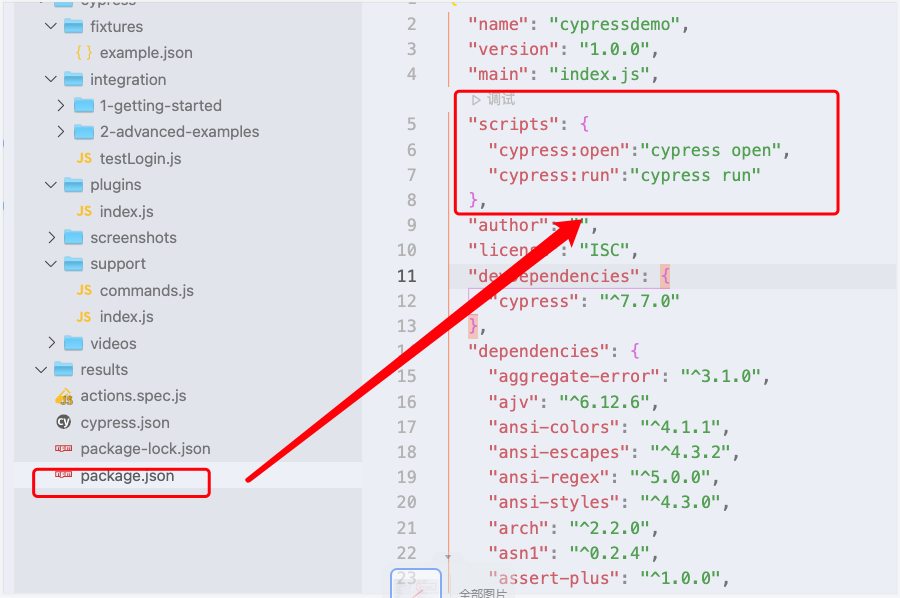 cypress
fixtures
{ } example.json
integration
1-getting-started
2-advanced-examples
JS testLogin.js
plugins
JS index.js
screenshots
support
JS commands.js
JS index.js
videos
results
actions.spec.js
cy cypress.json
npm package-lock.json
npm package.json
1 {
2 "name": "cypressdemo",
3 "version": "1.0.0",
4 "main": "index.js",
调试
5 "scripts": {
6 "cypress:open":"cypress open",
7 "cypress:run":"cypress run"
8 },
9 "author": "",
10 "license": "ISC",
11 "devDependencies": {
12 "cypress": "^7.7.0"
13 },
"dependencies": {
15 "aggregate-error": "^3.1.0",
16 "ajv": "^6.12.6",
17 "ansi-colors": "^4.1.1",
18 "ansi-escapes": "^4.3.2",
19 "ansi-regex": "^5.0.0",
20 "ansi-styles": "^4.3.0",
21 "arch": "^2.2.0",
22 "asn1": "^0.2.4",
23 "assert-plus": "^1.0.0",
全部图片